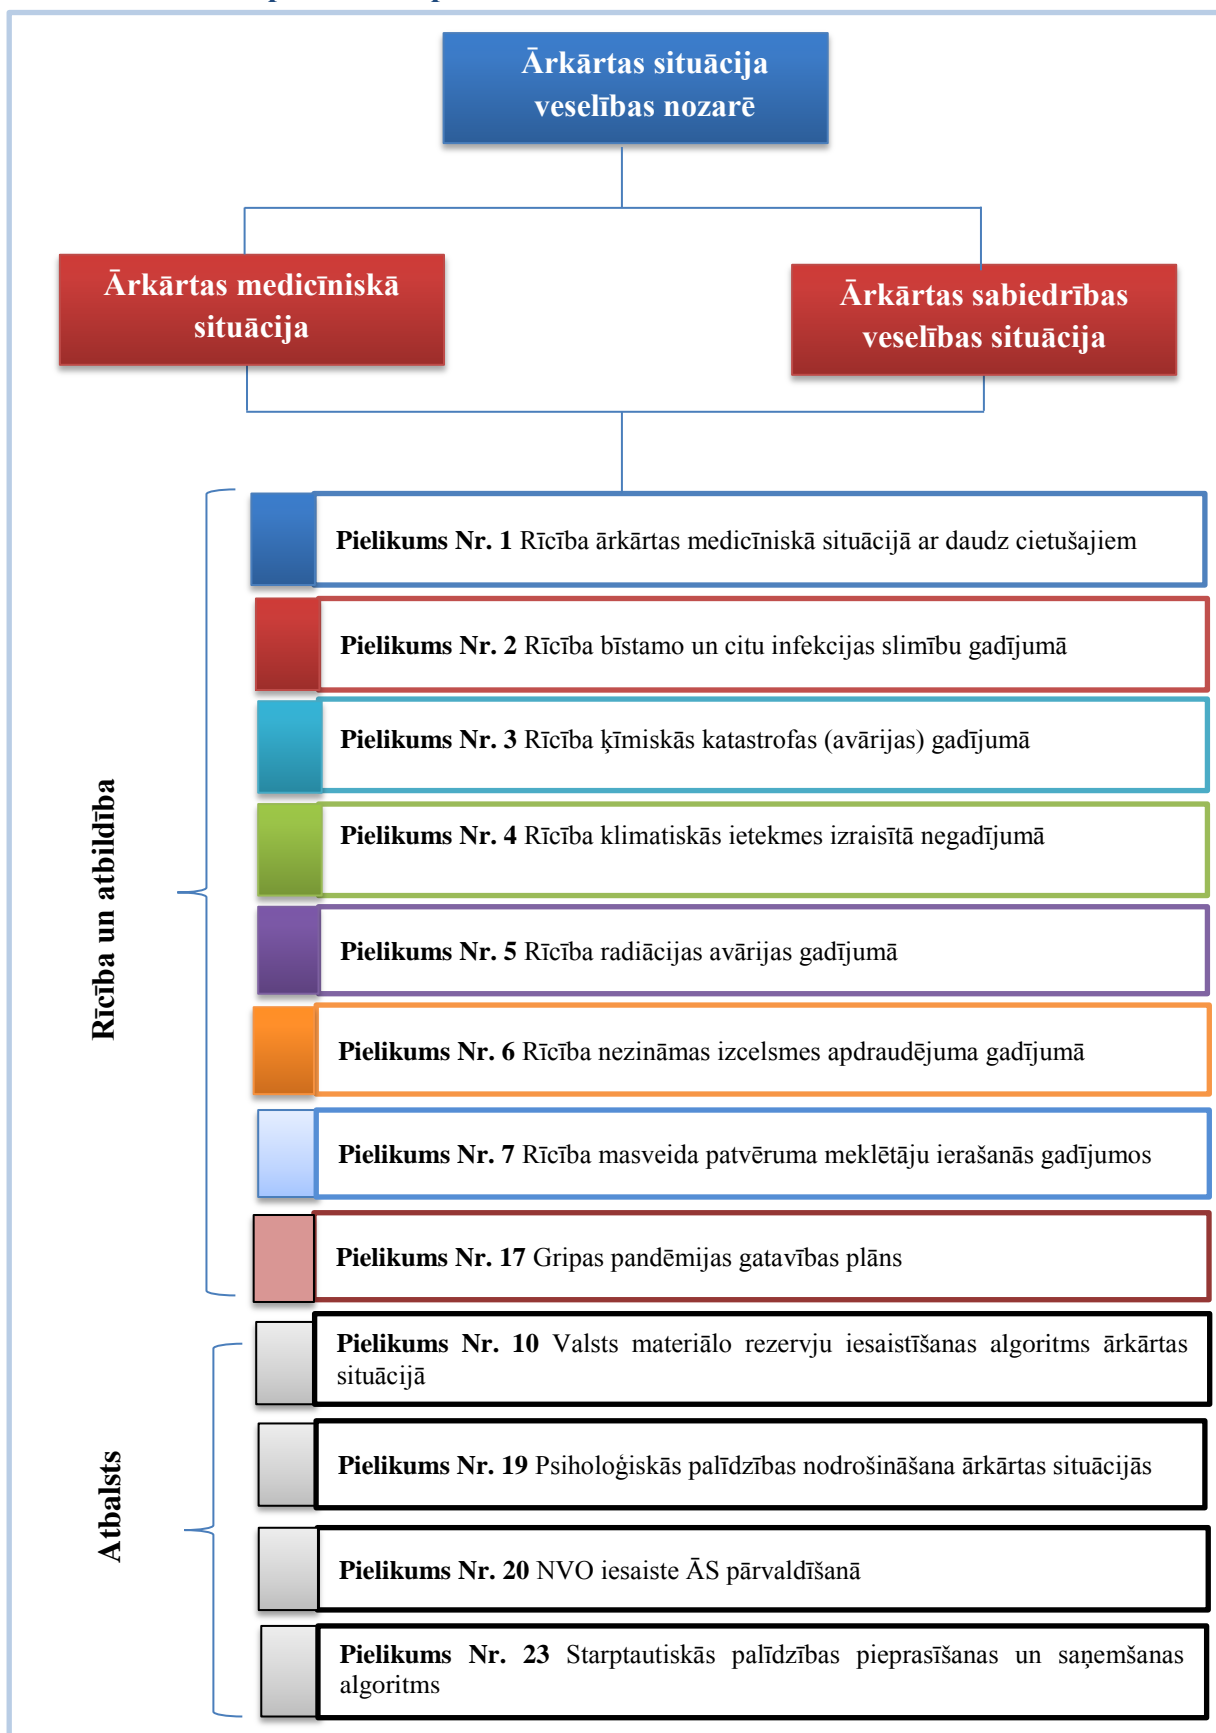 Ārkārtas situācija
veselības nozarē
Ārkārtas medicīniskā
situācija
Ārkārtas sabiedrības
veselības situācija
Rīcība un atbildība
Pielikums Nr. 1 Rīcība ārkārtas medicīniskā situācijā ar daudz cietušajiem
Pielikums Nr. 2 Rīcība bīstamo un citu infekcijas slimību gadījumā
Pielikums Nr. 3 Rīcība ķīmiskās katastrofas (avārijas) gadījumā
Pielikums Nr. 4 Rīcība klimatiskās ietekmes izraisītā negadījumā
Pielikums Nr. 5 Rīcība radiācijas avārijas gadījumā
Pielikums Nr. 6 Rīcība nezināmas izcelsmes apdraudējuma gadījumā
Pielikums Nr. 7 Rīcība masveida patvēruma meklētāju ierašanās gadījumos
Pielikums Nr. 17 Gripas pandēmijas gatavības plāns
Atbalsts
Pielikums Nr. 10 Valsts materiālo rezervju iesaistīšanas algoritms ārkārtas
situācijā
Pielikums Nr. 19 Psiholoģiskās palīdzības nodrošināšana ārkārtas situācijās
Pielikums Nr. 20 NVO iesaiste ĀS pārvaldīšanā
Pielikums Nr. 23 Starptautiskās palīdzības pieprasīšanas un saņemšanas
algoritms